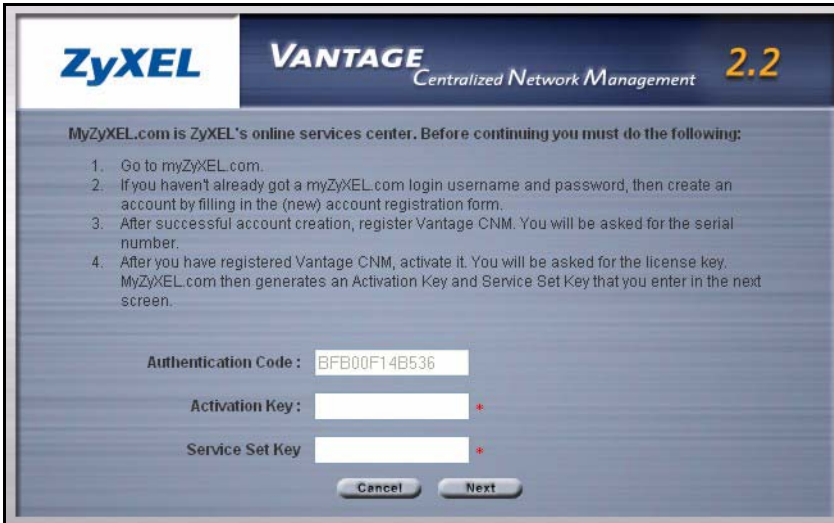 ZyXEL
VANTAGE
Centralized Network Management
2.2
MyZyXEL.com is ZyXEL's online services center. Before continuing you must do the following:
1. Go to myZyXEL.com.
2. If you haven't already got a myZyXEL.com login username and password, then create an
account by filling in the (new) account registration form.
3. After successful account creation, register Vantage CNM. You will be asked for the serial
number.
4. After you have registered Vantage CNM, activate it. You will be asked for the license key.
MyZyXEL.com then generates an Activation Key and Service Set Key that you enter in the next
screen.
Authentication Code : BFB00F14B536
Activation Key : *
Service Set Key *
Cancel Next